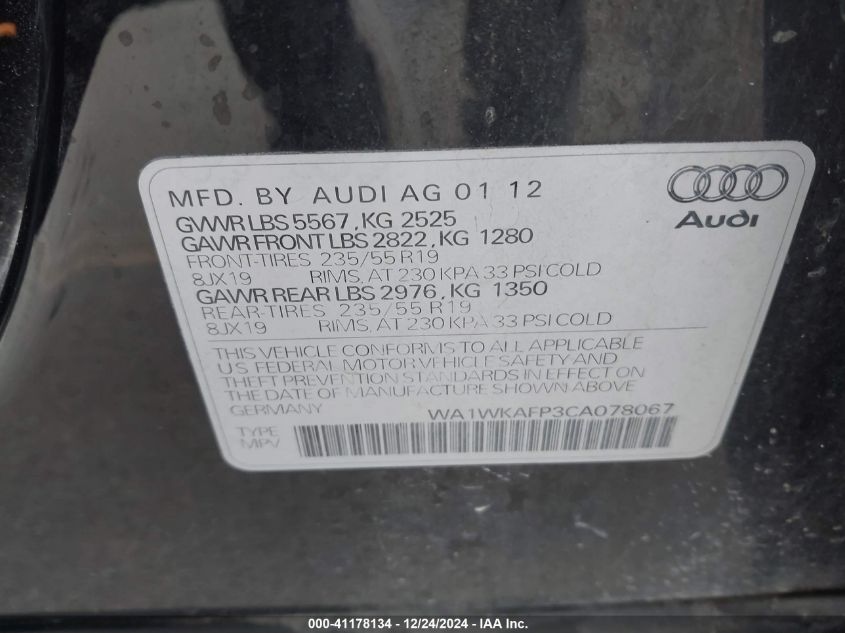 MFD. BY AUDI AG 01 12
GVWR LBS 5567, KG 2525
GAWR FRONT LBS 2822, KG 1280
FRONT-TIRES 235/55 R19
8JX19 RIMS, AT 230 KPA 33 PSI COLD
GAWR REAR LBS 2976, KG 1350
REAR-TIRES 235/55 R19
8JX19 RIMS, AT 230 KPA 33 PSI COLD
Audi
THIS VEHICLE CONFORMS TO ALL APPLICABLE
US FEDERAL MOTOR VEHICLE SAFETY AND
THEFT PREVENTION STANDARDS IN EFFECT ON
THE DATE OF MANUFACTURE SHOWN ABOVE
GERMANY WA1WKAFP3CA078067
TYPE
MPV
000-41178134 - 12/24/2024 - IAA Inc.